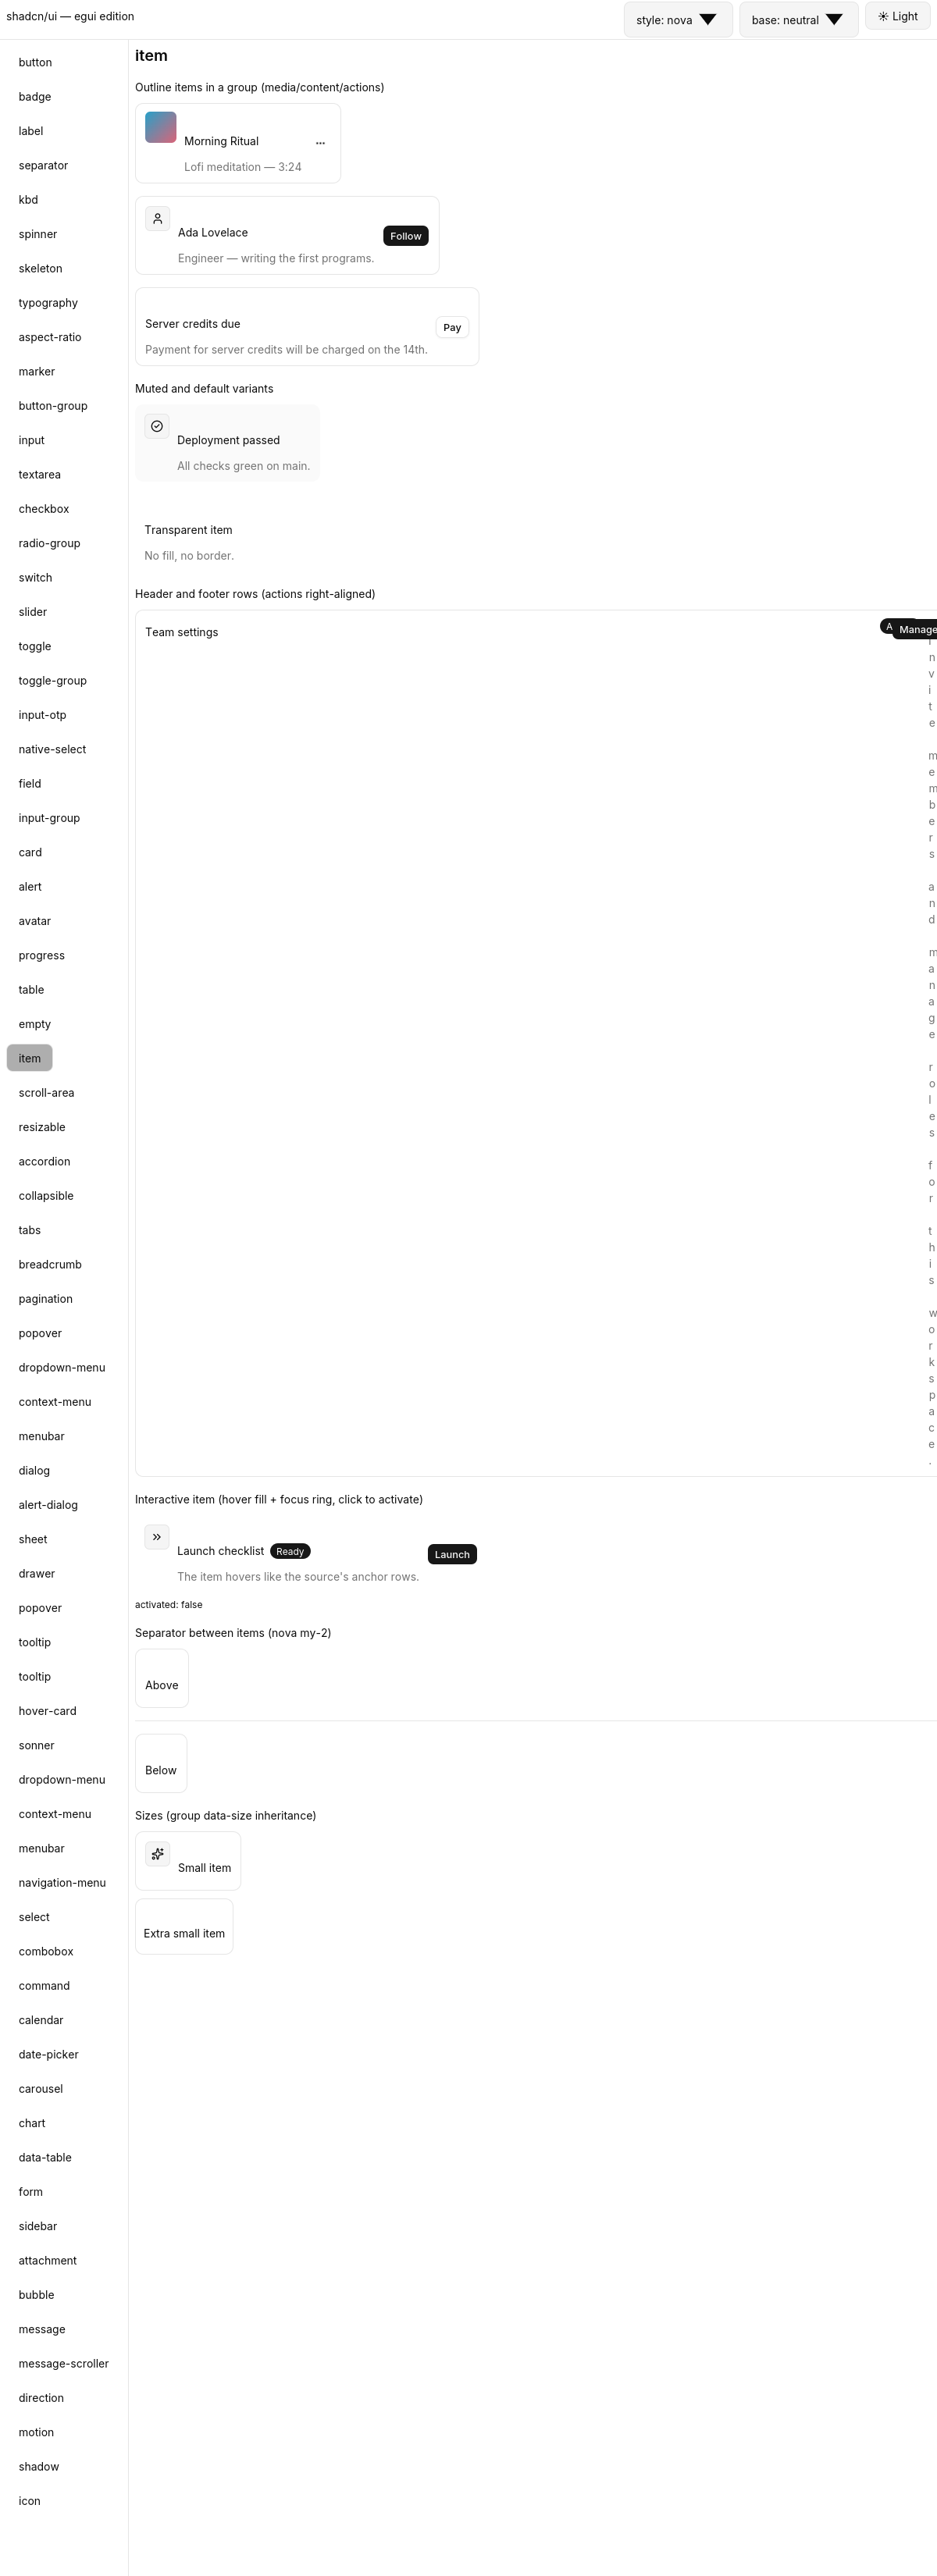 shadcn/ui — egui edition
style: nova
base: neutral
☀ Light
button
badge
label
separator
kbd
spinner
skeleton
typography
aspect-ratio
marker
button-group
input
textarea
checkbox
radio-group
switch
slider
toggle
toggle-group
input-otp
native-select
field
input-group
card
alert
avatar
progress
table
empty
item
scroll-area
resizable
accordion
collapsible
tabs
breadcrumb
pagination
popover
dropdown-menu
context-menu
menubar
dialog
alert-dialog
sheet
drawer
popover
tooltip
tooltip
hover-card
sonner
dropdown-menu
context-menu
menubar
navigation-menu
select
combobox
command
calendar
date-picker
carousel
chart
data-table
form
sidebar
attachment
bubble
message
message-scroller
direction
motion
shadow
icon
item
Outline items in a group (media/content/actions)
Morning Ritual
Lofi meditation — 3:24
Ada Lovelace
Follow
Engineer — writing the first programs.
Server credits due
Pay
Payment for server credits will be charged on the 14th.
Muted and default variants
Deployment passed
All checks green on main.
Transparent item
No fill, no border.
Header and footer rows (actions right-aligned)
Team settings
A
Manage
n
v
i
t
e
m
e
m
b
e
r
s
a
n
d
m
a
n
a
g
e
r
o
l
e
s
f
o
r
t
h
i
s
w
o
r
k
s
p
a
c
e
.
Interactive item (hover fill + focus ring, click to activate)
Launch checklist
Ready
Launch
The item hovers like the source's anchor rows.
activated: false
Separator between items (nova my-2)
Above
Below
Sizes (group data-size inheritance)
Small item
Extra small item